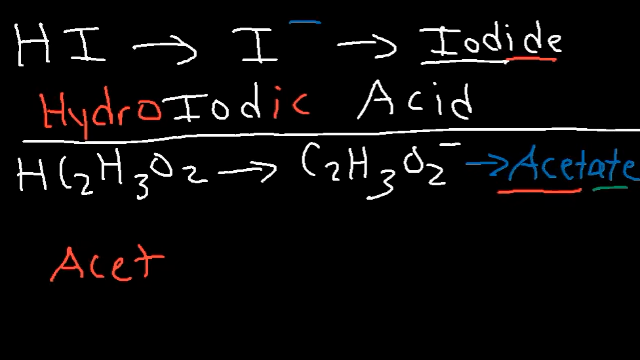 HI → I⁻ → Iodide
HydroIodic Acid
HC₂H₃O₂ → C₂H₃O₂⁻ → Acetate
Acet